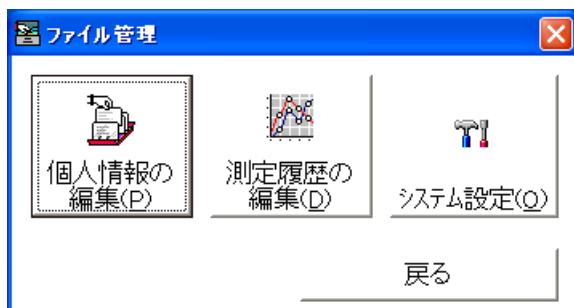 ファイル管理
個人情報の
編集(P)
測定履歴の
編集(D)
システム設定(O)
戻る